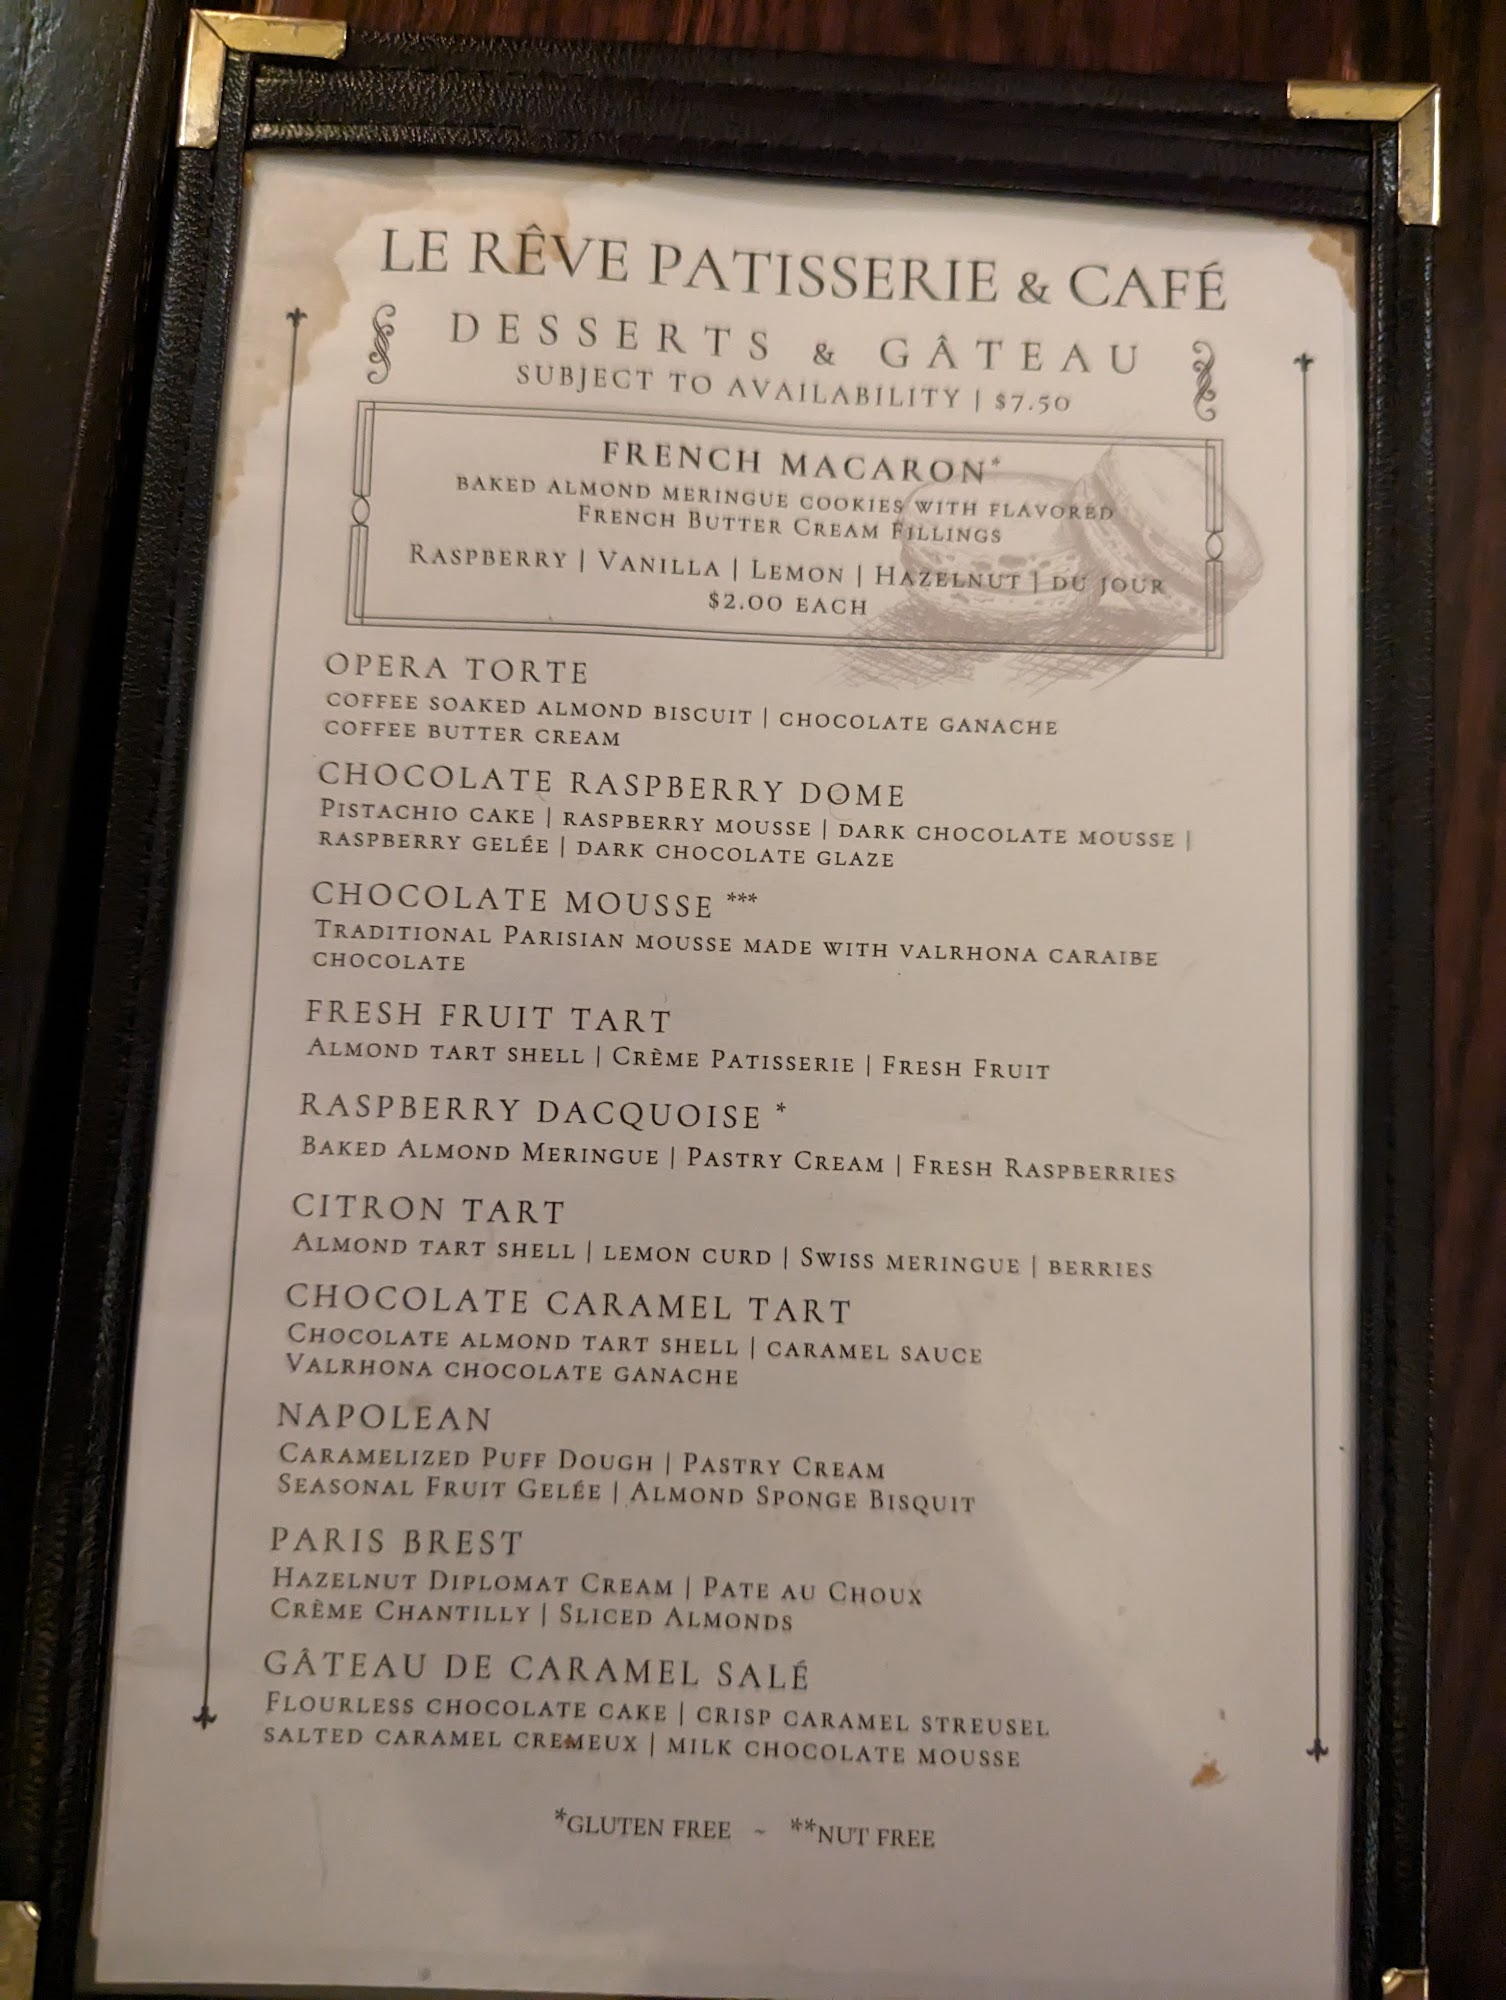 LE RÊVE PATISSERIE & CAFÉ
DESSERTS & GÂTEAU
SUBJECT TO AVAILABILITY | $7.50
FRENCH MACARON*
BAKED ALMOND MERINGUE COOKIES WITH FLAVORED
FRENCH BUTTER CREAM FILLINGS
RASPBERRY | VANILLA | LEMON | HAZELNUT | DU JOUR
$2.00 EACH
OPERA TORTE
COFFEE SOAKED ALMOND BISCUIT | CHOCOLATE GANACHE
COFFEE BUTTER CREAM
CHOCOLATE RASPBERRY DOME
PISTACHIO CAKE | RASPBERRY MOUSSE | DARK CHOCOLATE MOUSSE |
RASPBERRY GELÉE | DARK CHOCOLATE GLAZE
CHOCOLATE MOUSSE ***
TRADITIONAL PARISIAN MOUSSE MADE WITH VALRHONA CARAIBE
CHOCOLATE
FRESH FRUIT TART
ALMOND TART SHELL | CRÈME PATISSERIE | FRESH FRUIT
RASPBERRY DACQUOISE *
BAKED ALMOND MERINGUE | PASTRY CREAM | FRESH RASPBERRIES
CITRON TART
ALMOND TART SHELL | LEMON CURD | SWISS MERINGUE | BERRIES
CHOCOLATE CARAMEL TART
CHOCOLATE ALMOND TART SHELL | CARAMEL SAUCE
VALRHONA CHOCOLATE GANACHE
NAPOLEAN
CARAMELIZED PUFF DOUGH | PASTRY CREAM
SEASONAL FRUIT GELÉE | ALMOND SPONGE BISQUIT
PARIS BREST
HAZELNUT DIPLOMAT CREAM | PATE AU CHOUX
CRÈME CHANTILLY | SLICED ALMONDS
GÂTEAU DE CARAMEL SALÉ
FLOURLESS CHOCOLATE CAKE | CRISP CARAMEL STREUSEL
SALTED CARAMEL CREMEUX | MILK CHOCOLATE MOUSSE
*GLUTEN FREE ~ **NUT FREE